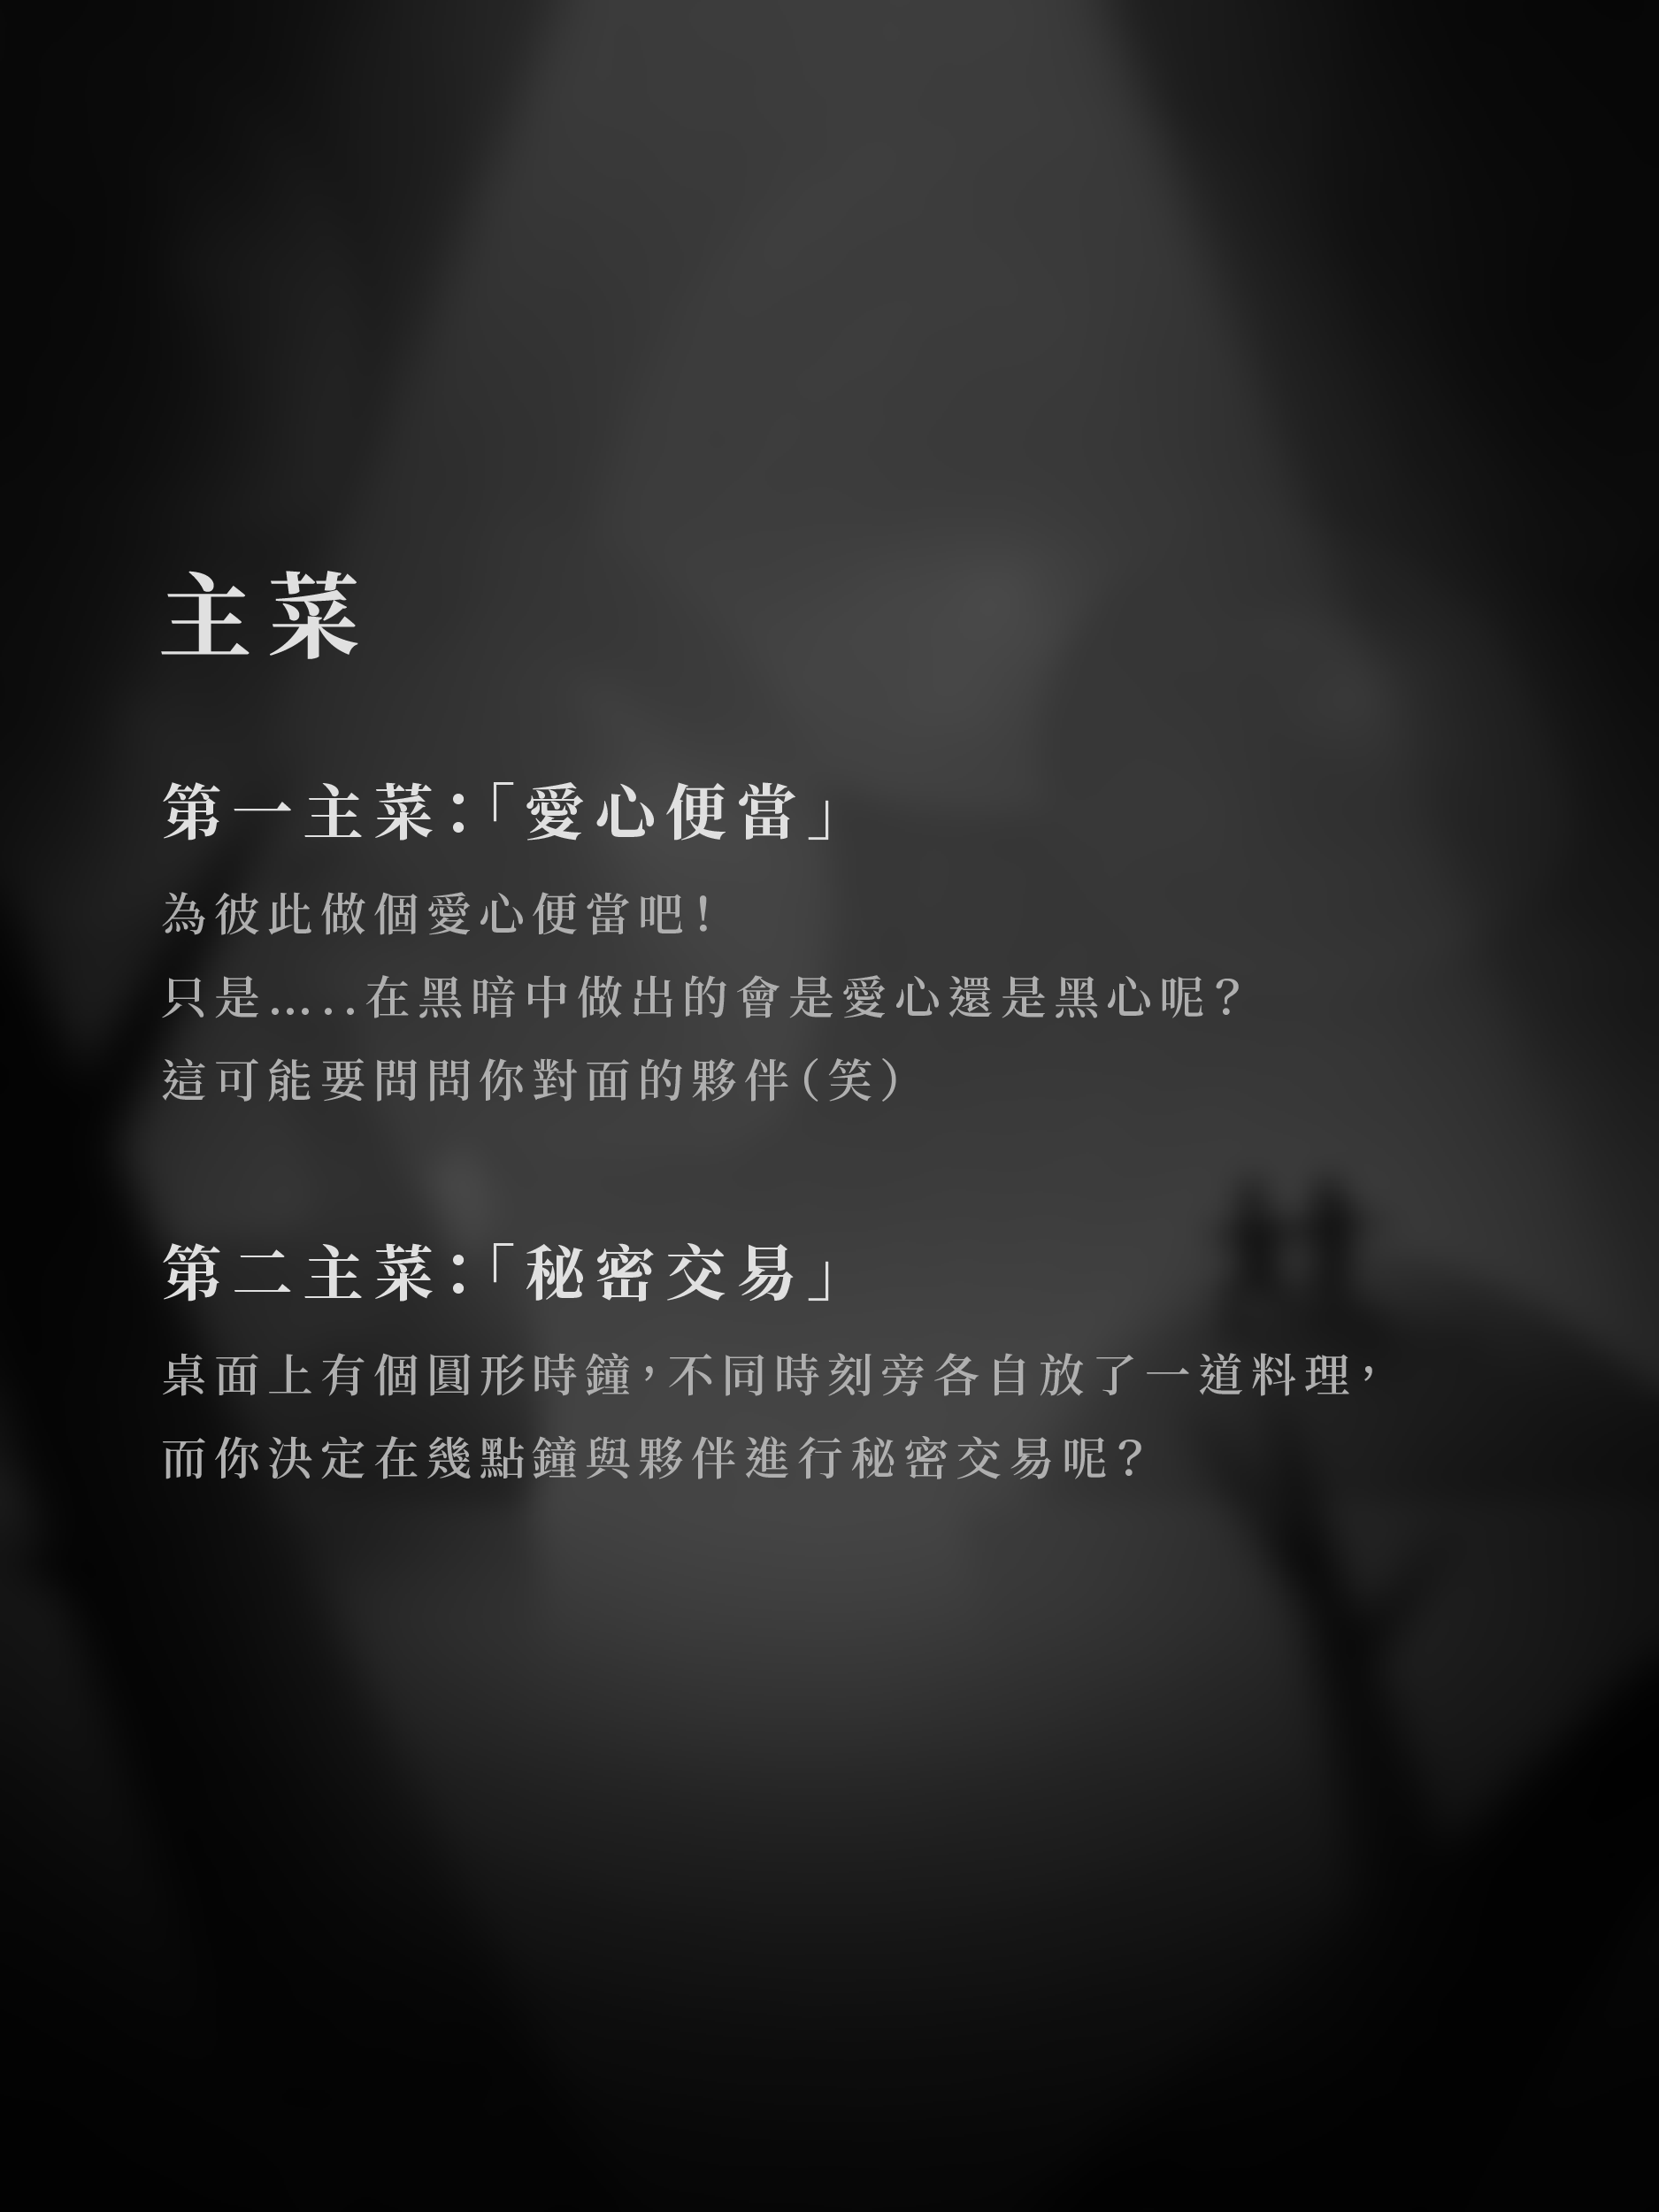 主菜
第一主菜：「愛心便當」
為彼此做個愛心便當吧！
只是…..在黑暗中做出的會是愛心還是黑心呢？
這可能要問問你對面的夥伴（笑）
第二主菜：「秘密交易」
桌面上有個圓形時鐘，不同時刻旁各自放了一道料理，
而你決定在幾點鐘與夥伴進行秘密交易呢？